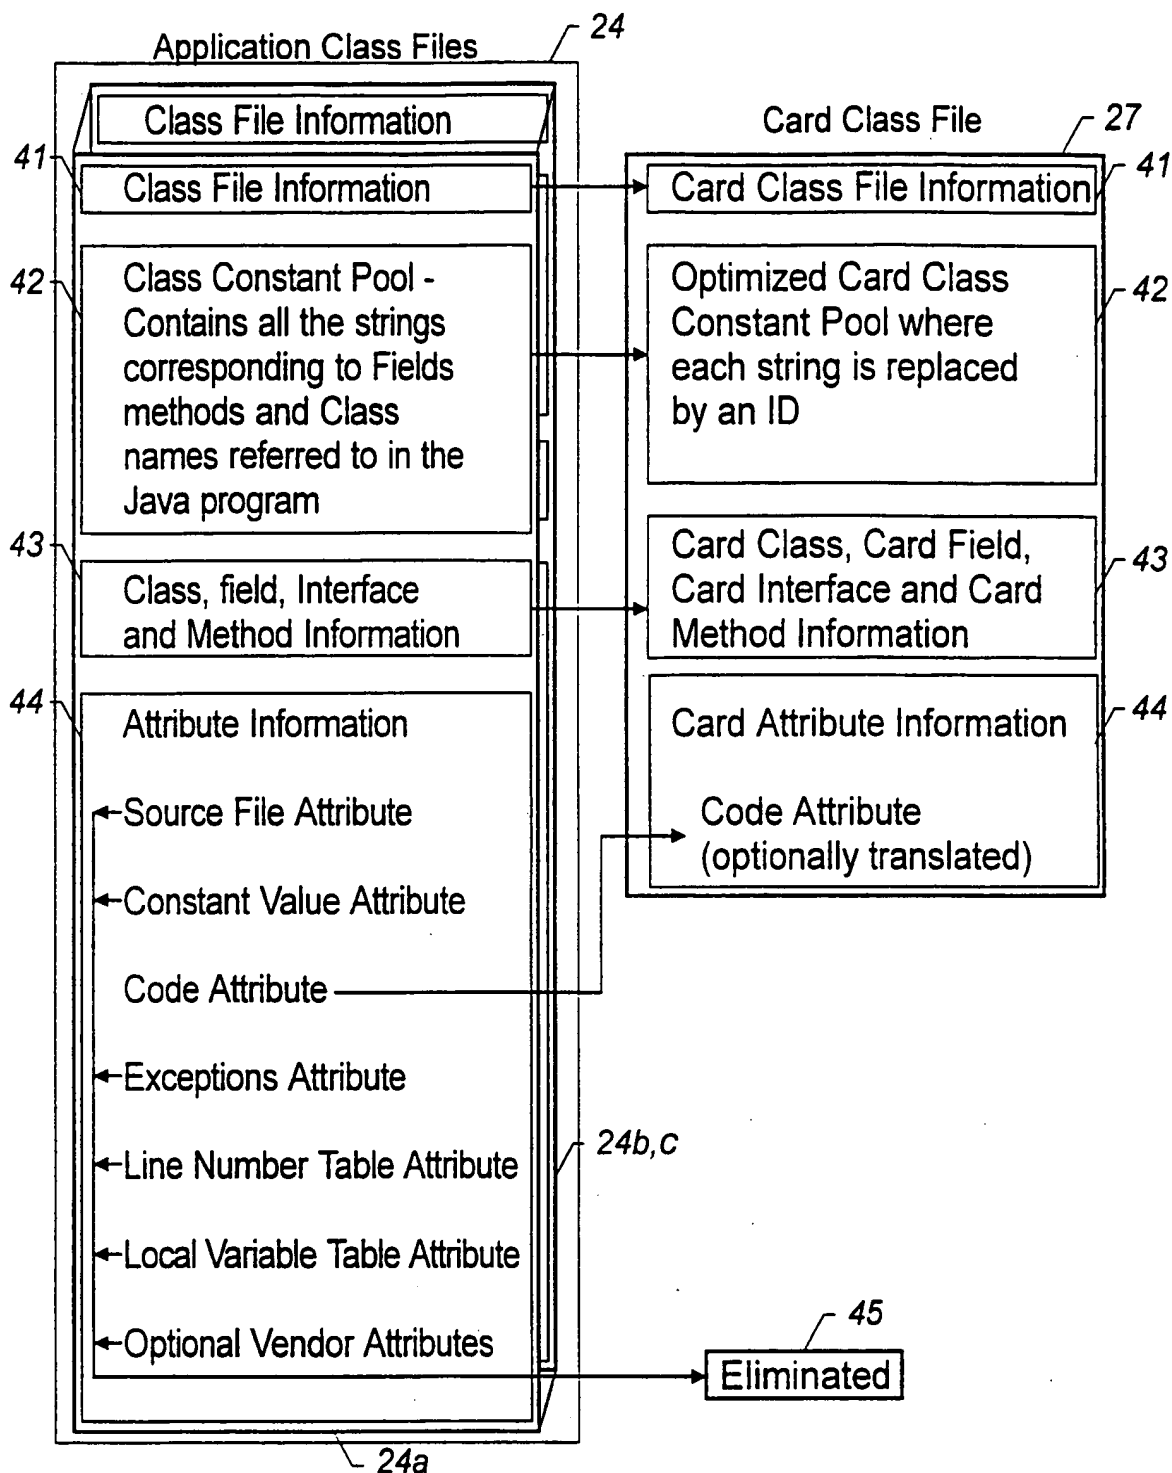 24
Application Class Files
Class File Information
41
Class File Information
42
Class Constant Pool -
Contains all the strings
corresponding to Fields
methods and Class
names referred to in the
Java program
43
Class, field, Interface
and Method Information
44
Attribute Information
Source File Attribute
Constant Value Attribute
Code Attribute
Exceptions Attribute
Line Number Table Attribute
Local Variable Table Attribute
Optional Vendor Attributes
24b,c
24a
Card Class File
27
Card Class File Information
41
Optimized Card Class
Constant Pool where
each string is replaced
by an ID
42
Card Class, Card Field,
Card Interface and Card
Method Information
43
Card Attribute Information
44
Code Attribute
(optionally translated)
45
Eliminated